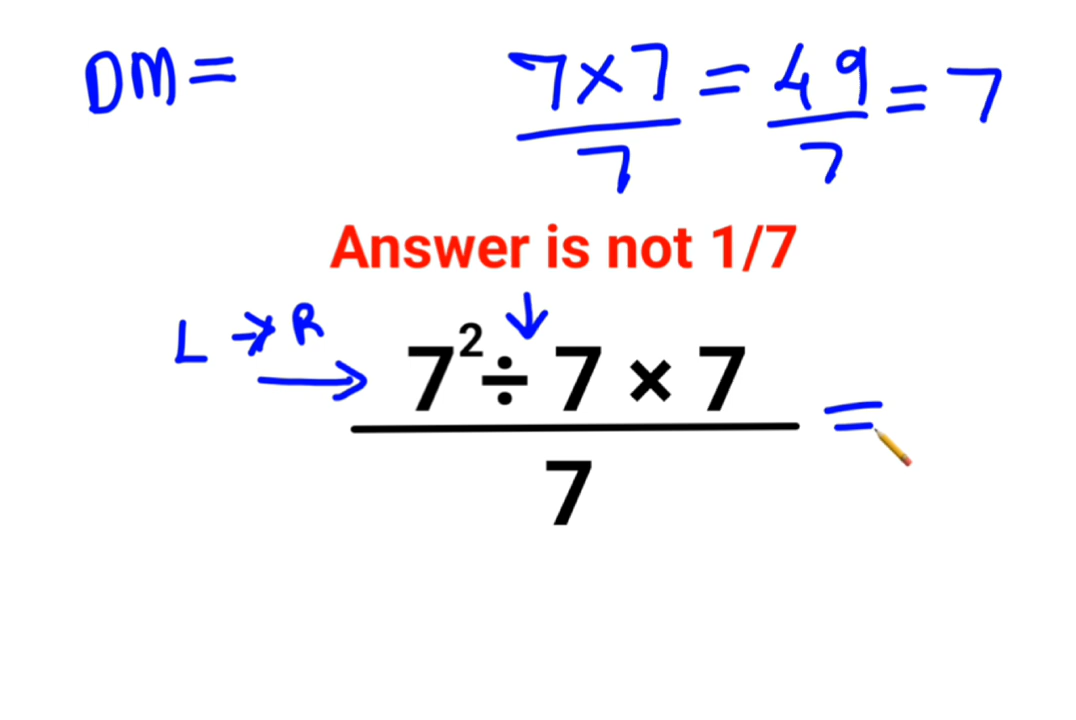 DM =
7×7/7 = 49/7 = 7
Answer is not 1/7
L → R
7² ÷ 7 × 7
=
7